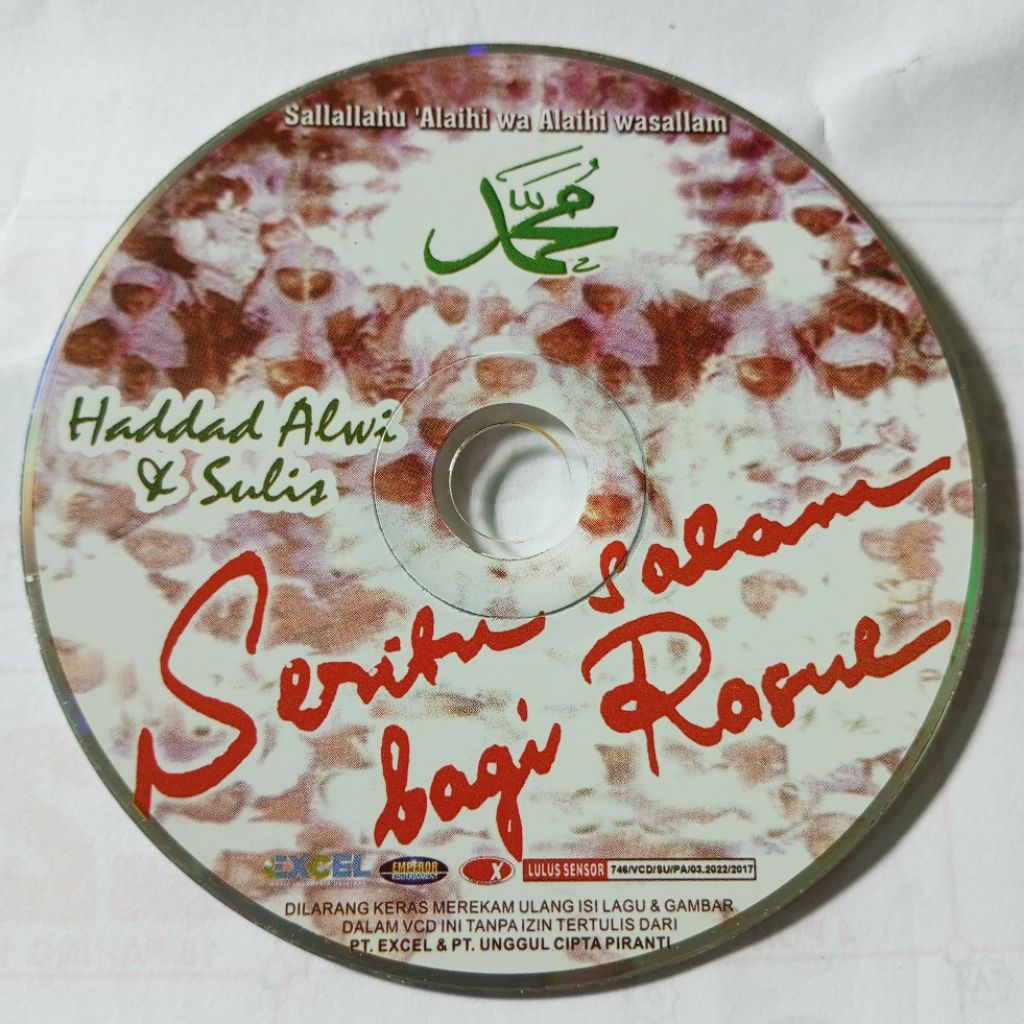 Sallallahu 'Alaihi wa Alaihi wasallam
محمد
Haddad Alwi
& Sulis
Seribu salam
bagi Rasul
EXCEL
EMPEROR
ENTERTAINMENT
X
LULUS SENSOR 746/VCD/SU/PA/03.2022/2017
DILARANG KERAS MEREKAM ULANG ISI LAGU & GAMBAR
DALAM VCD INI TANPA IZIN TERTULIS DARI
PT. EXCEL & PT. UNGGUL CIPTA PIRANTI